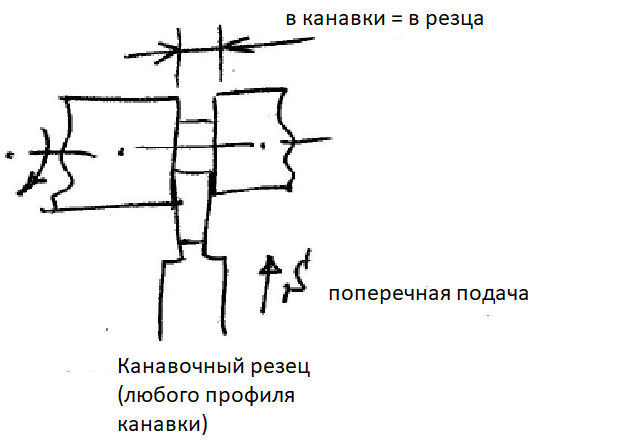 в канавки = в резца
S
поперечная подача
Канавочный резец
(любого профиля
канавки)